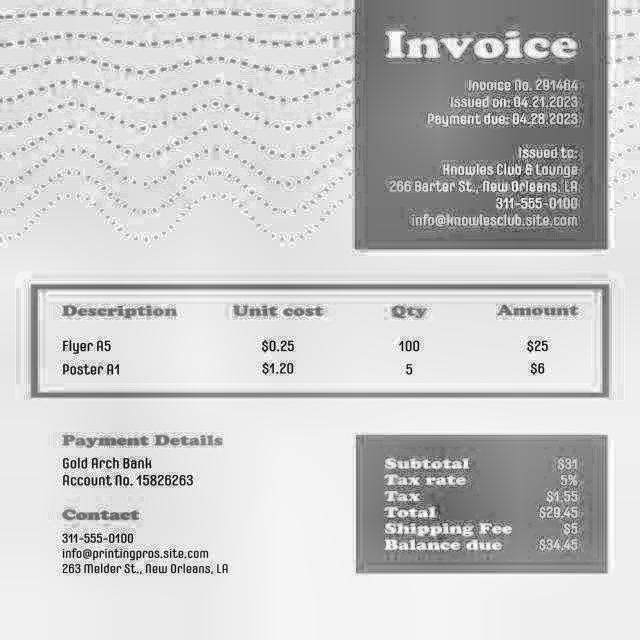 Invoice
Invoice No. 291464
Issued on: 04.21.2023
Payment due: 04.28.2023
Issued to:
Knowles Club & Lounge
266 Barter St., New Orleans, LA
311-555-0100
info@knowlesclub.site.com
Description Unit cost Qty Amount
Flyer A5 $0.25 100 $25
Poster A1 $1.20 5 $6
Payment Details
Gold Arch Bank
Account No. 15826263
Contact
311-555-0100
info@printingpros.site.com
263 Melder St., New Orleans, LA
Subtotal $31
Tax rate 5%
Tax $1.55
Total $29.45
Shipping Fee $5
Balance due $34.45